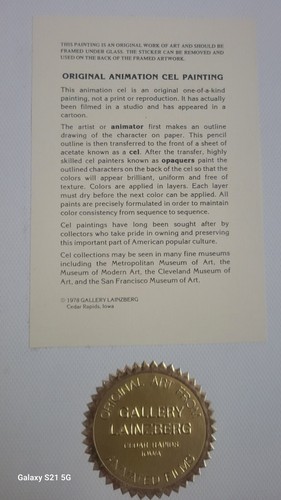 THIS PAINTING IS AN ORIGINAL WORK OF ART AND SHOULD BE
FRAMED UNDER GLASS. THE STICKER CAN BE REMOVED AND
USED ON THE BACK OF THE FRAMED ARTWORK.
ORIGINAL ANIMATION CEL PAINTING
This animation cel is an original one-of-a-kind
painting, not a print or reproduction. It has actually
been filmed in a studio and has appeared in a
cartoon.
The artist or animator first makes an outline
drawing of the character on paper. This pencil
outline is then transferred to the front of a sheet of
acetate known as a cel. After the transfer, highly
skilled cel painters known as opaquers paint the
outlined characters on the back of the cel so that the
colors will appear brilliant, uniform and free of
texture. Colors are applied in layers. Each layer
must dry before the next color can be applied. All
paints are precisely formulated in order to maintain
color consistency from sequence to sequence.
Cel paintings have long been sought after by
collectors who take pride in owning and preserving
this important part of American popular culture.
Cel collections may be seen in many fine museums
including the Metropolitan Museum of Art, the
Museum of Modern Art, the Cleveland Museum of
Art, and the San Francisco Museum of Art.
© 1979 GALLERY LAINZBERG
Cedar Rapids, Iowa
ORIGINAL ART FROM
GALLERY
LAINZBERG
CEDAR RAPIDS
IOWA
ANIMATED FILMS
Galaxy S21 5G